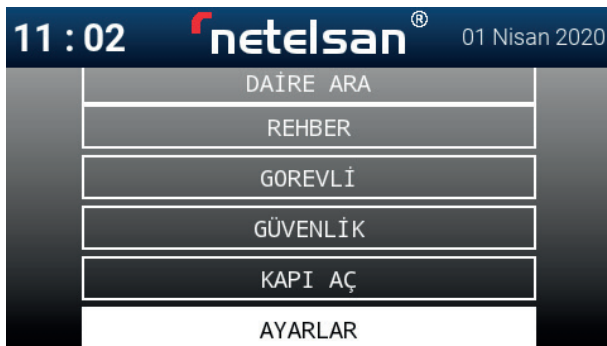 11 : 02 netelsan® 01 Nisan 2020
DAİRE ARA
REHBER
GOREVLİ
GÜVENLİK
KAPI AÇ
AYARLAR